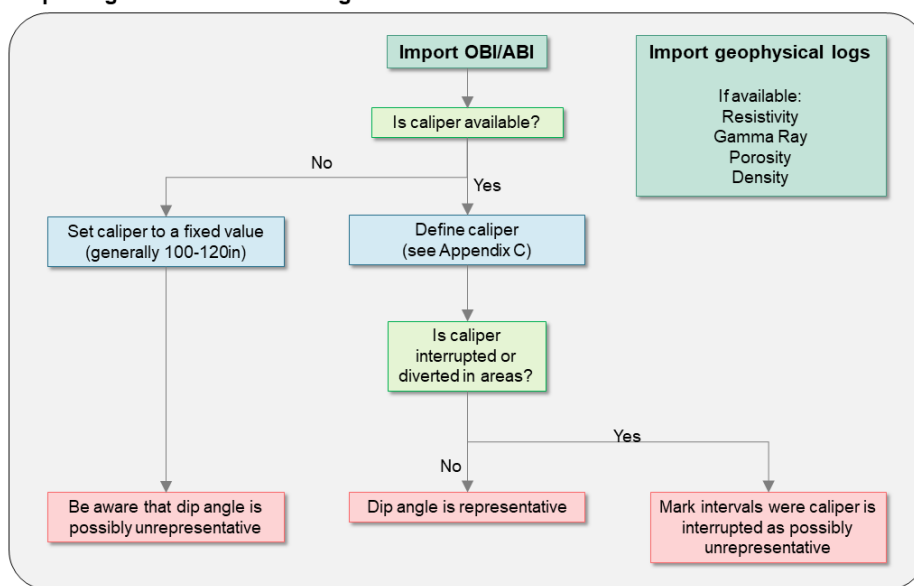 Import OBI/ABI
Is caliper available?
No
Yes
Set caliper to a fixed value
(generally 100-120in)
Define caliper
(see Appendix C)
Is caliper
interrupted or
diverted in areas?
Yes
No
Be aware that dip angle is
possibly unrepresentative
Dip angle is representative
Mark intervals were caliper is
interrupted as possibly
unrepresentative
Import geophysical logs
If available:
Resistivity
Gamma Ray
Porosity
Density